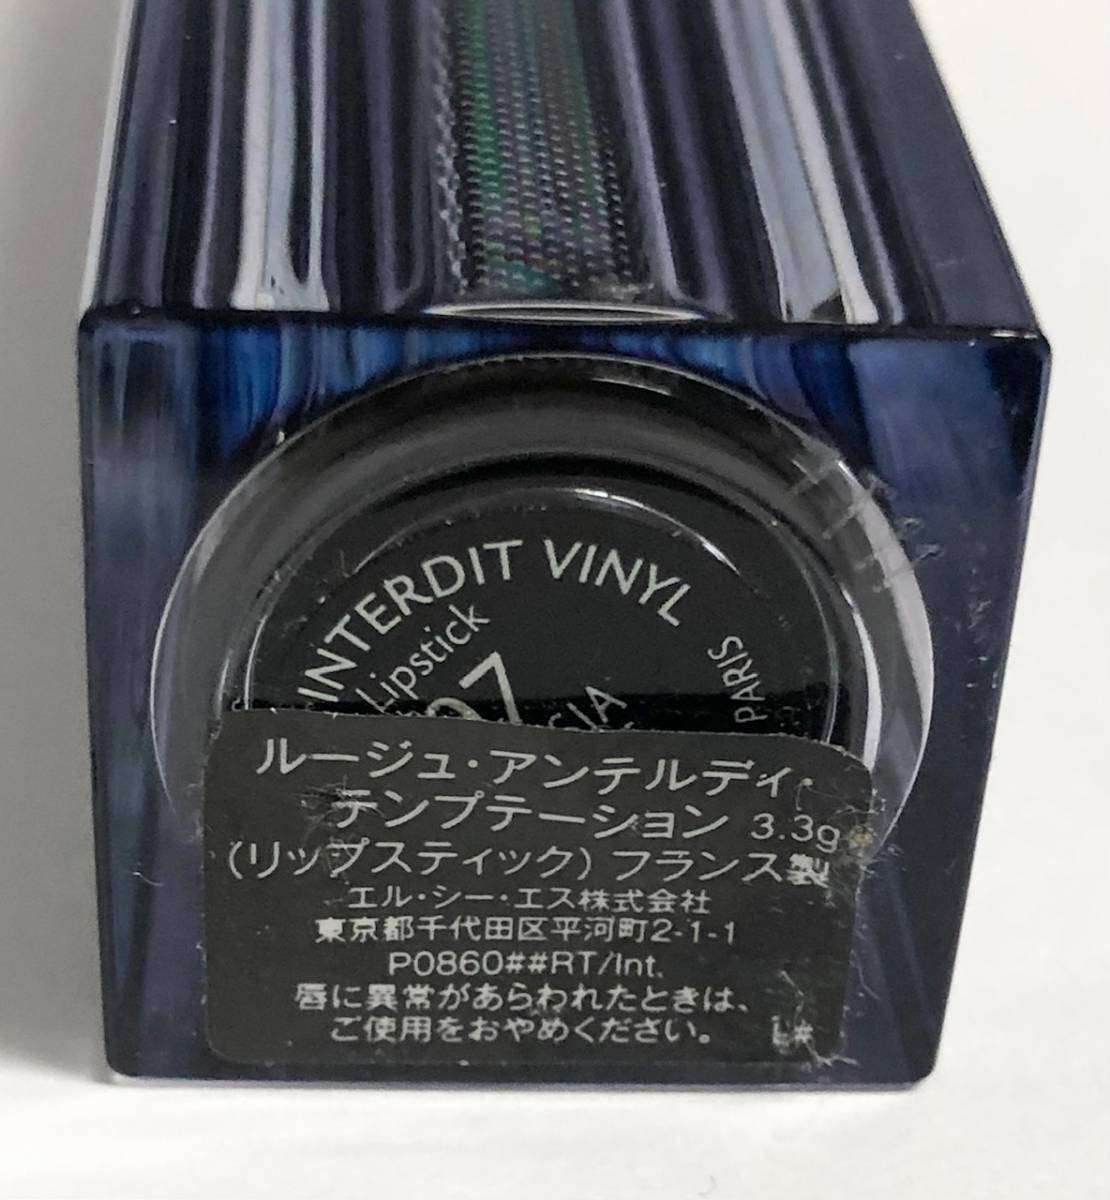 INTERDIT VINYL
Lipstick
PARIS
ルージュ・アンテルディ・
テンプテーション 3.3g
(リップスティック) フランス製
エル・シー・エス株式会社
東京都千代田区平河町2-1-1
P0860##RT/Int.
唇に異常があらわれたときは、
ご使用をおやめください。 L#